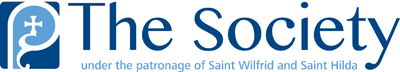 The Society
under the patronage of Saint Wilfrid and Saint Hilda